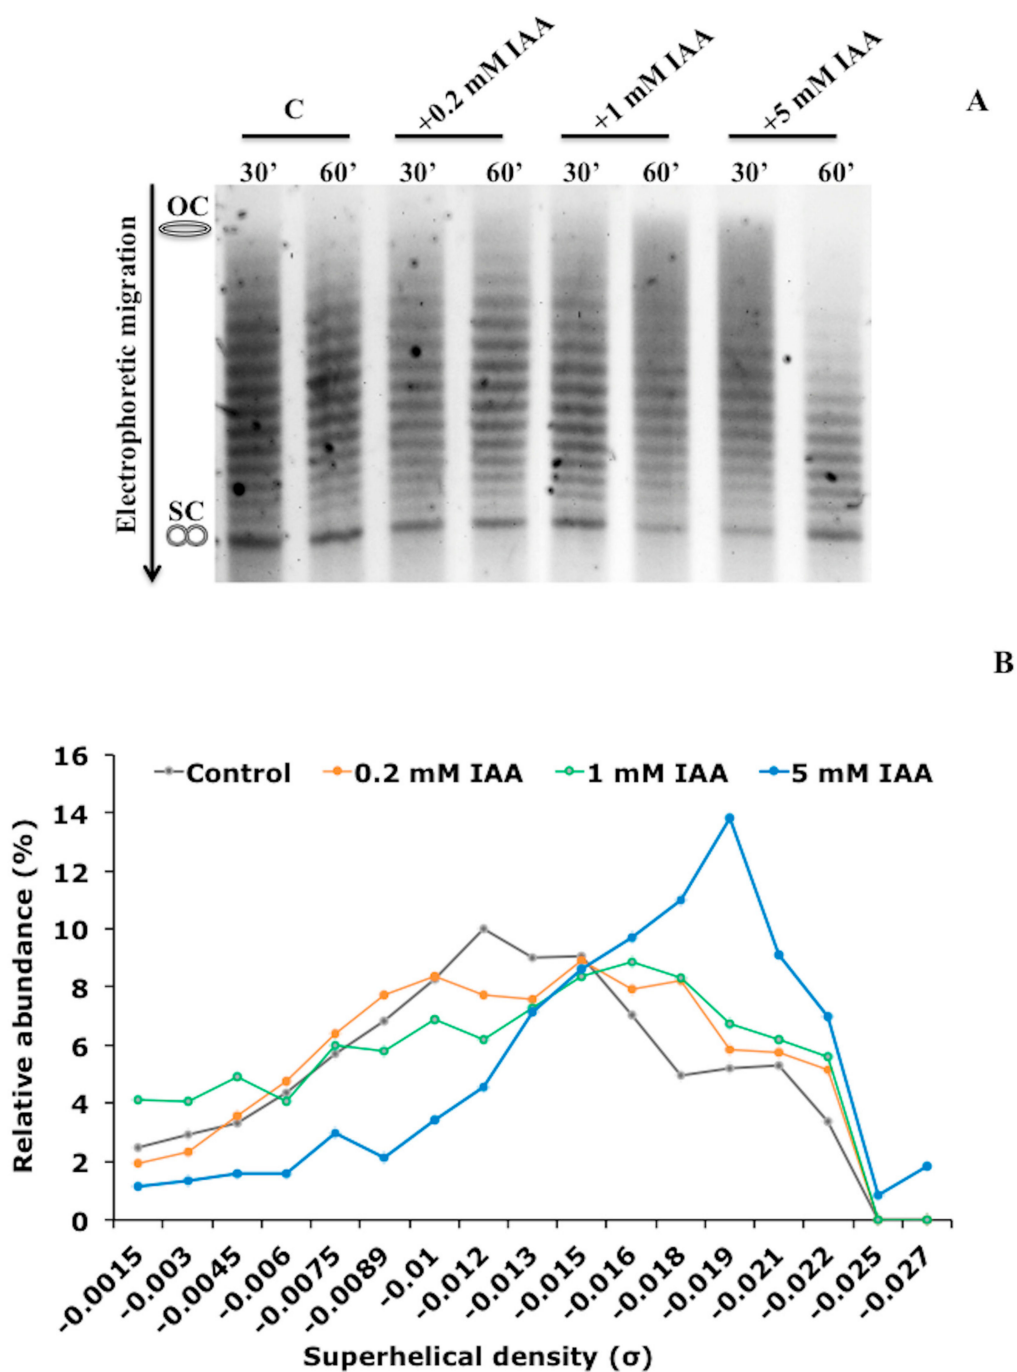 A
C
+0.2 mM IAA
+1 mM IAA
+5 mM IAA
30’ 60’ 30’ 60’ 30’ 60’ 30’ 60’
OC
Electrophoretic migration
SC
B
Control 0.2 mM IAA 1 mM IAA 5 mM IAA
Relative abundance (%)
16
14
12
10
8
6
4
2
0
-0.0015 -0.003 -0.0045 -0.006 -0.0075 -0.0089 -0.01 -0.012 -0.013 -0.015 -0.016 -0.018 -0.019 -0.021 -0.022 -0.025 -0.027
Superhelical density (σ)